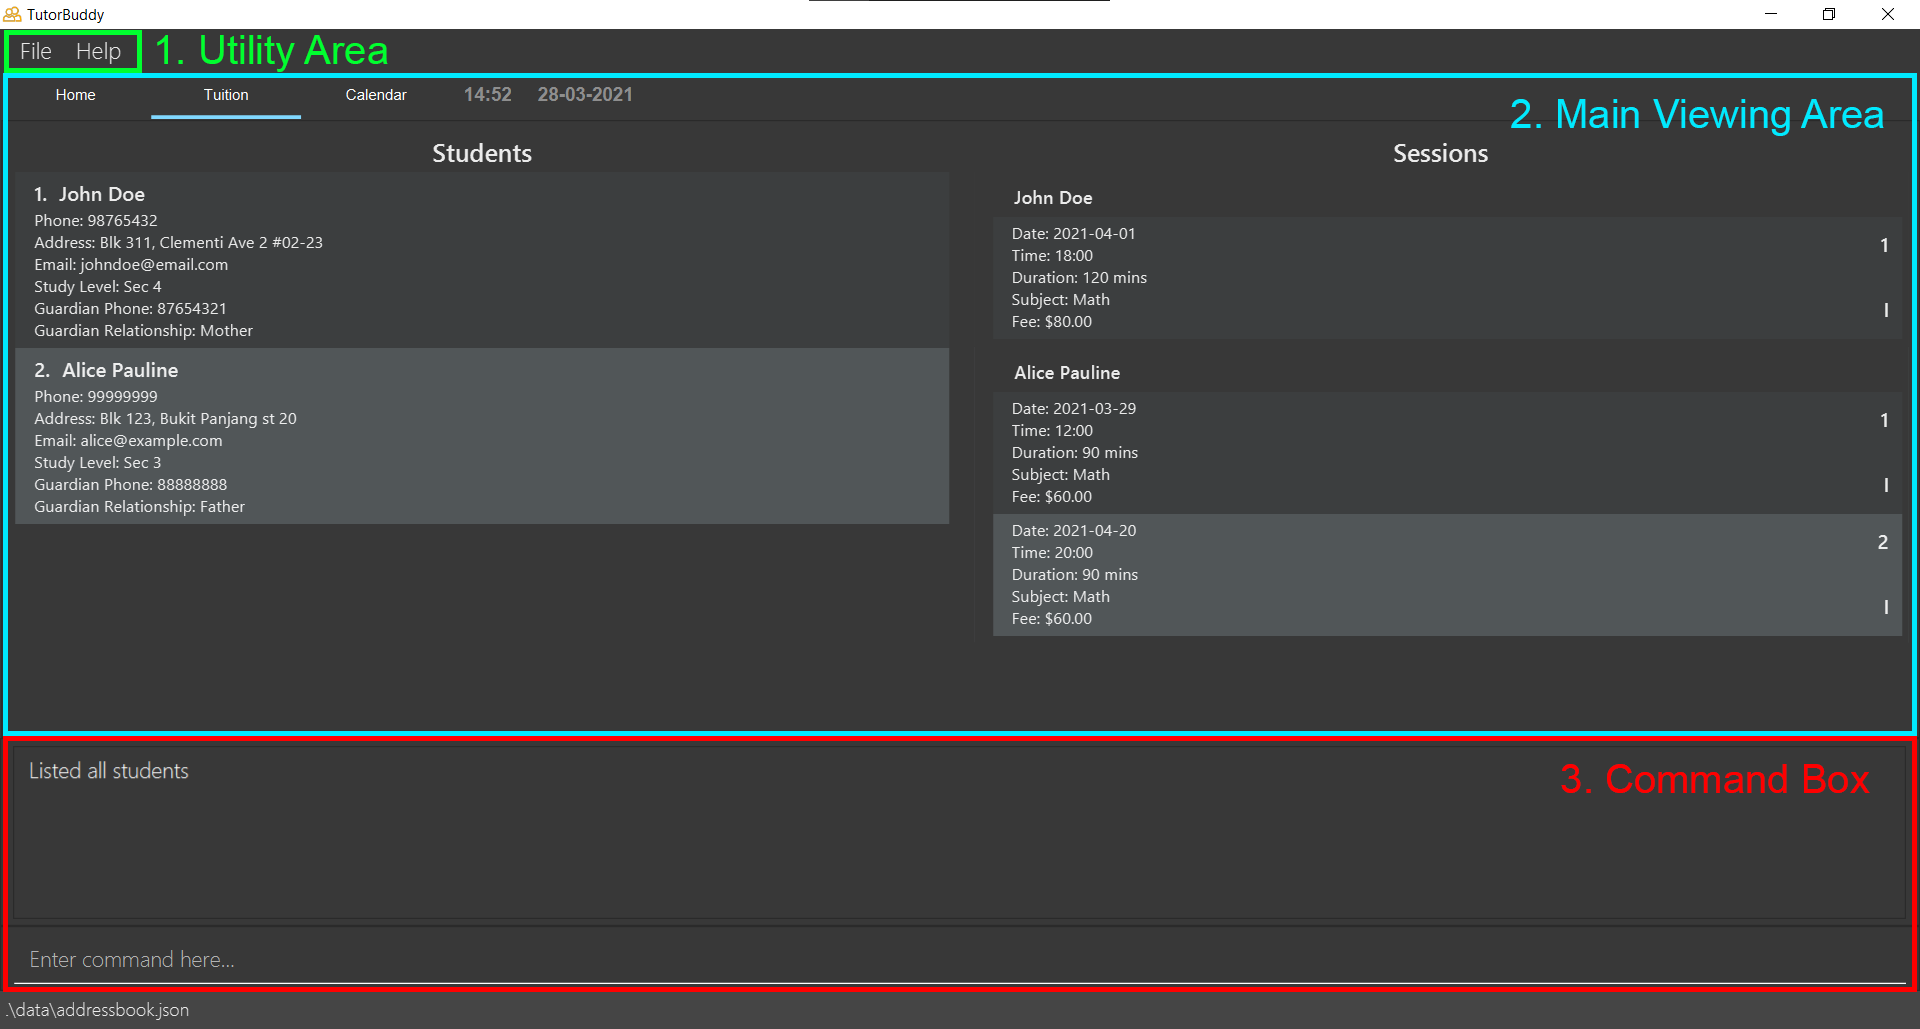 TutorBuddy
File Help 1. Utility Area
Home Tuition Calendar 14:52 28-03-2021
2. Main Viewing Area
Students
1. John Doe
Phone: 98765432
Address: Blk 311, Clementi Ave 2 #02-23
Email: johndoe@email.com
Study Level: Sec 4
Guardian Phone: 87654321
Guardian Relationship: Mother
2. Alice Pauline
Phone: 99999999
Address: Blk 123, Bukit Panjang st 20
Email: alice@example.com
Study Level: Sec 3
Guardian Phone: 88888888
Guardian Relationship: Father
Sessions
John Doe
Date: 2021-04-01
1
Time: 18:00
Duration: 120 mins
Subject: Math
I
Fee: $80.00
Alice Pauline
Date: 2021-03-29
1
Time: 12:00
Duration: 90 mins
Subject: Math
I
Fee: $60.00
Date: 2021-04-20
2
Time: 20:00
Duration: 90 mins
Subject: Math
I
Fee: $60.00
Listed all students
3. Command Box
Enter command here...
.\data\addressbook.json